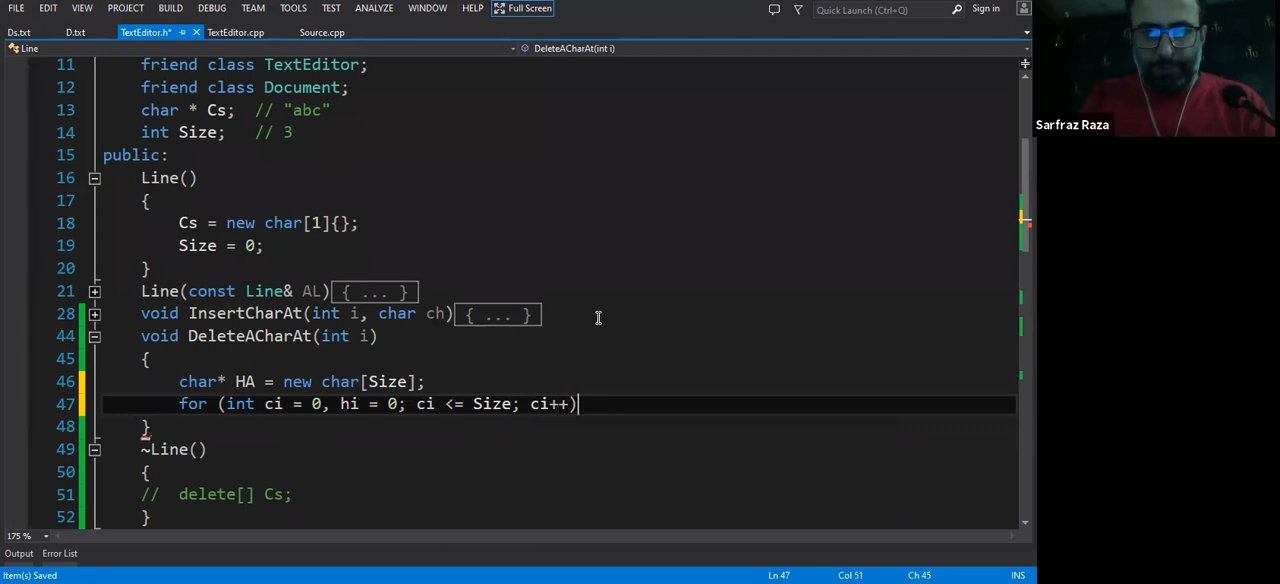 FILE EDIT VIEW PROJECT BUILD DEBUG TEAM TOOLS TEST ANALYZE WINDOW HELP Full Screen Quick Launch (Ctrl+Q) Sign in
Ds.txt D.txt TextEditor.h* TextEditor.cpp Source.cpp
Line DeleteACharAt(int i)
11 friend class TextEditor;
12 friend class Document;
13 char * Cs; // "abc"
14 int Size; // 3
15 public:
16 Line()
17 {
18 Cs = new char[1]{};
19 Size = 0;
20 }
21 Line(const Line& AL){ ... }
28 void InsertCharAt(int i, char ch){ ... }
44 void DeleteACharAt(int i)
45 {
46 char* HA = new char[Size];
47 for (int ci = 0, hi = 0; ci <= Size; ci++)
48 }
49 ~Line()
50 {
51 // delete[] Cs;
52 }
175 %
Output Error List
Item(s) Saved Ln 47 Col 51 Ch 45 INS
Sarfraz Raza